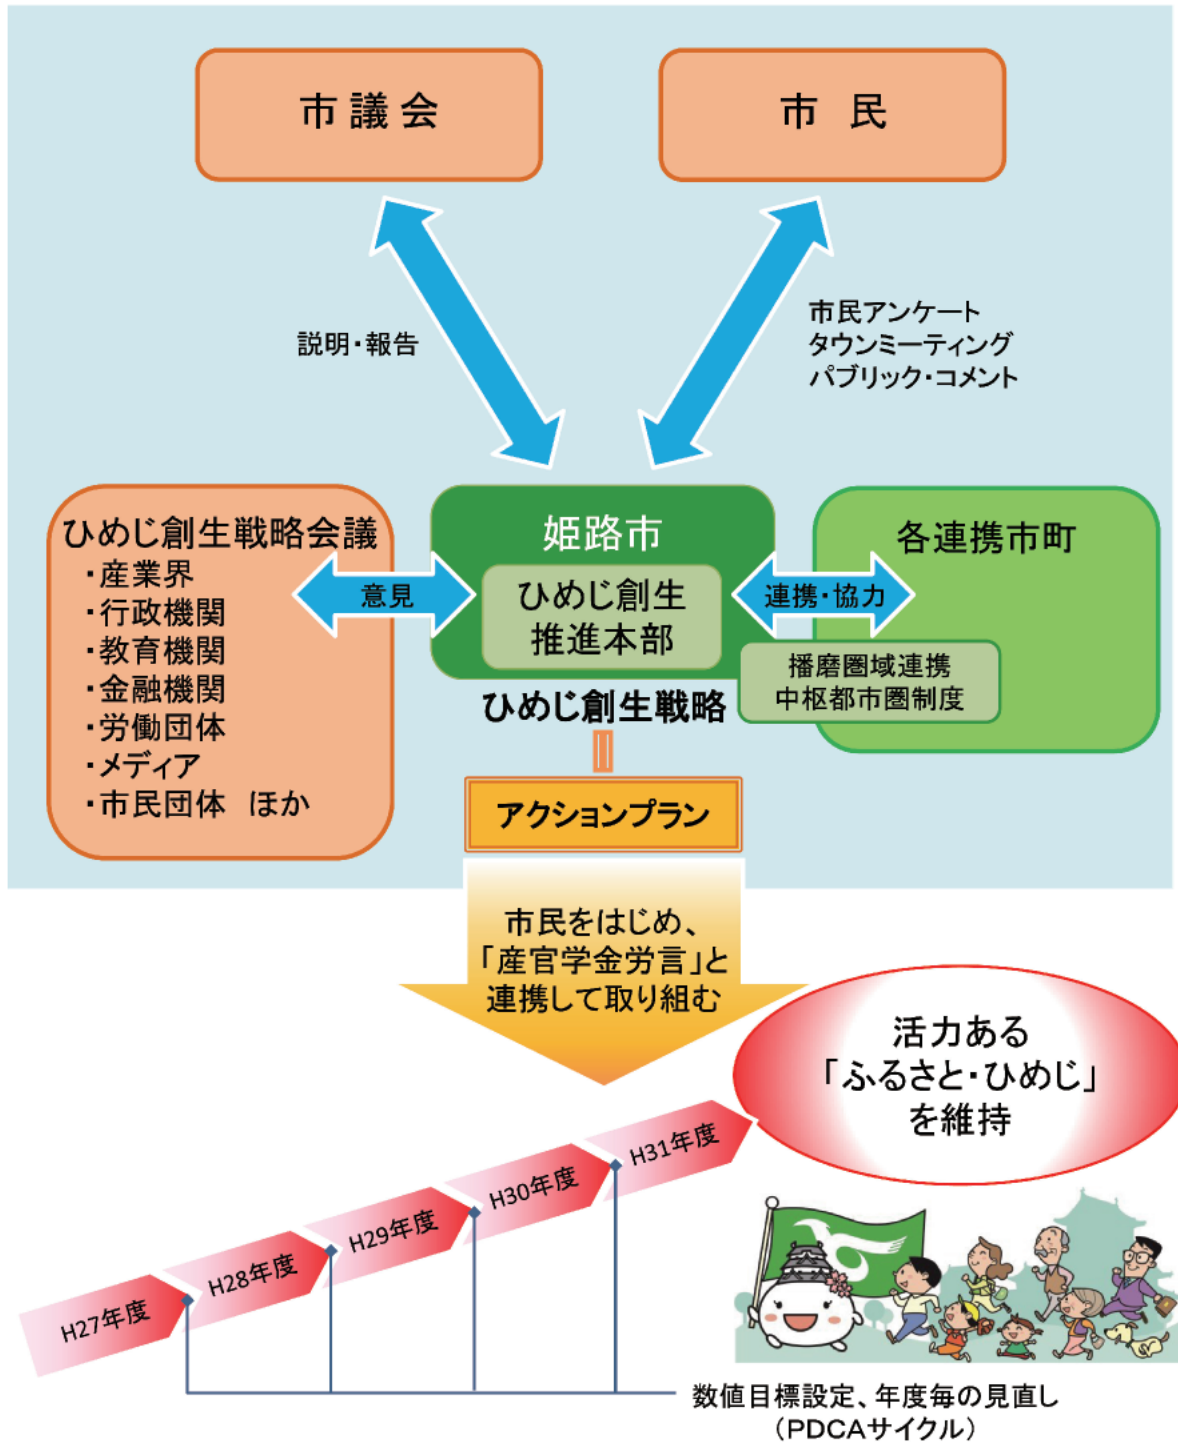 市議会
市 民
説明・報告
市民アンケート
タウンミーティング
パブリック・コメント
ひめじ創生戦略会議
・産業界
・行政機関
・教育機関
・金融機関
・労働団体
・メディア
・市民団体 ほか
意見
姫路市
ひめじ創生
推進本部
連携・協力
各連携市町
播磨圏域連携
中枢都市圏制度
ひめじ創生戦略
アクションプラン
市民をはじめ、
「産官学金労言」と
連携して取り組む
活力ある
「ふるさと・ひめじ」
を維持
H27年度
H28年度
H29年度
H30年度
H31年度
数値目標設定、年度毎の見直し
（PDCAサイクル）